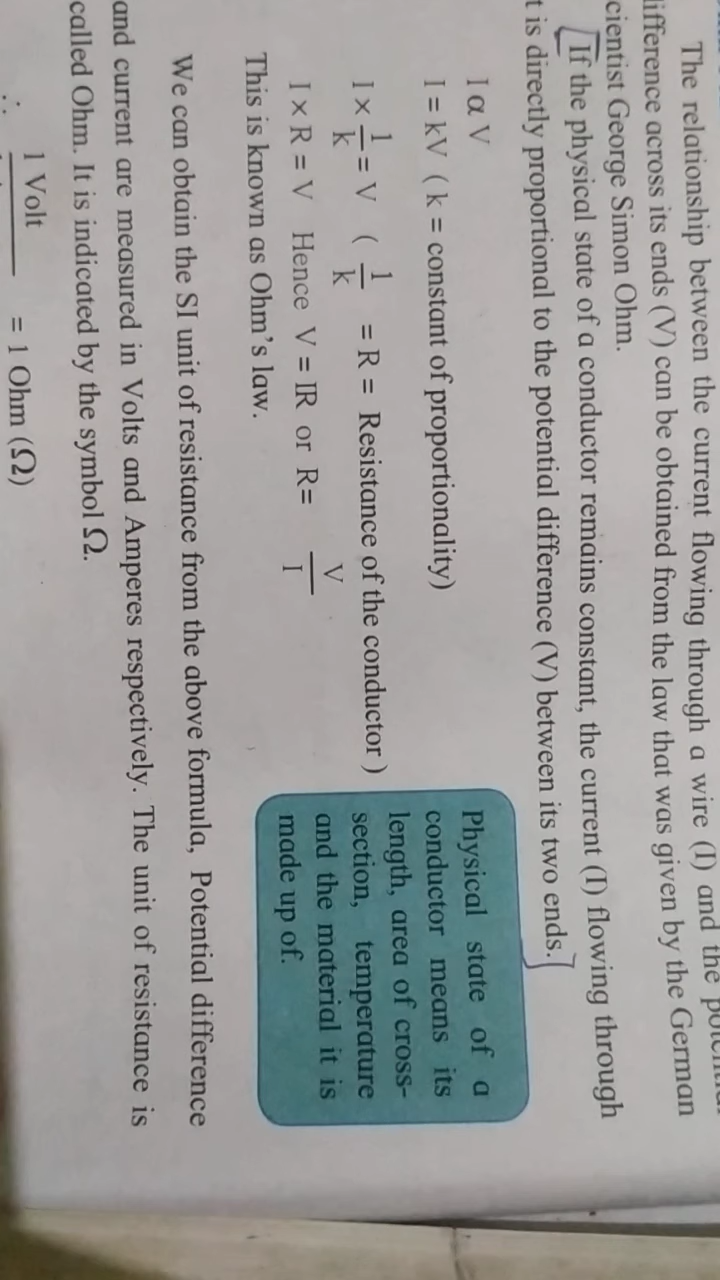 The relationship between the current flowing through a wire (I) and the
difference across its ends (V) can be obtained from the law that was given by the German
scientist George Simon Ohm.
If the physical state of a conductor remains constant, the current (I) flowing through
it is directly proportional to the potential difference (V) between its two ends.
I α V
I = kV ( k = constant of proportionality)
I × 1/k = V ( 1/k = R = Resistance of the conductor )
I × R = V Hence V = IR or R= V/I
This is known as Ohm's law.
Physical state of a
conductor means its
length, area of cross-
section, temperature
and the material it is
made up of.
We can obtain the SI unit of resistance from the above formula, Potential difference
and current are measured in Volts and Amperes respectively. The unit of resistance is
called Ohm. It is indicated by the symbol Ω.
∴ 1 Volt = 1 Ohm (Ω)